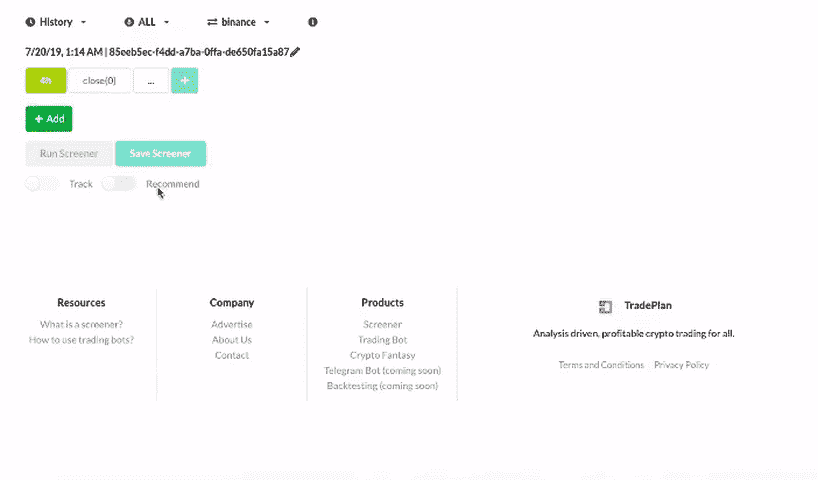 History ALL binance
7/20/19, 1:14 AM | 85eeb5ec-f4dd-a7ba-0ffa-de650fa15a87
4h close(0) ... +
+ Add
Run Screener Save Screener
Track Recommend
Resources
What is a screener?
How to use trading bots?
Company
Advertise
About Us
Contact
Products
Screener
Trading Bot
Crypto Fantasy
Telegram Bot (coming soon)
Backtesting (coming soon)
TradePlan
Analysis driven, profitable crypto trading for all.
Terms and Conditions Privacy Policy